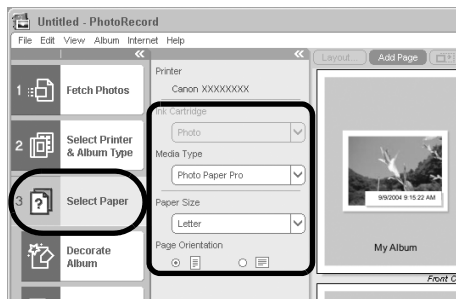 Untitled - PhotoRecord
File Edit View Album Internet Help
Printer
Canon XXXXXXXX
Ink Cartridge
Photo
Media Type
Photo Paper Pro
Paper Size
Letter
Page Orientation
1 Fetch Photos
2 Select Printer
& Album Type
3 Select Paper
Decorate
Album
Layout...
Add Page
9/9/2004 9:15:22 AM
My Album
Front C